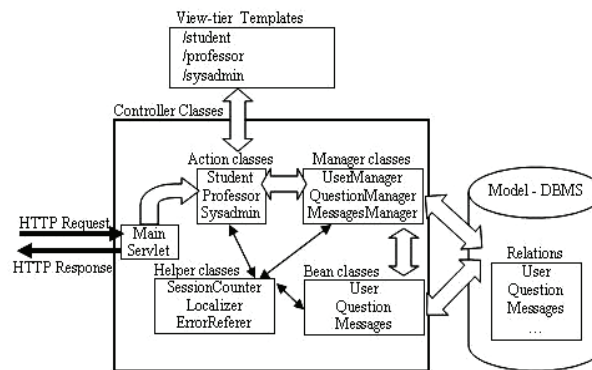 View-tier Templates
/student
/professor
/sysadmin
Controller Classes
Action classes
Student
Professor
Sysadmin
Manager classes
UserManager
QuestionManager
MessagesManager
Model - DBMS
HTTP Request
HTTP Response
Main
Servlet
Helper classes
SessionCounter
Localizer
ErrorReferer
Bean classes
User
Question
Messages
Relations
User
Question
Messages
...